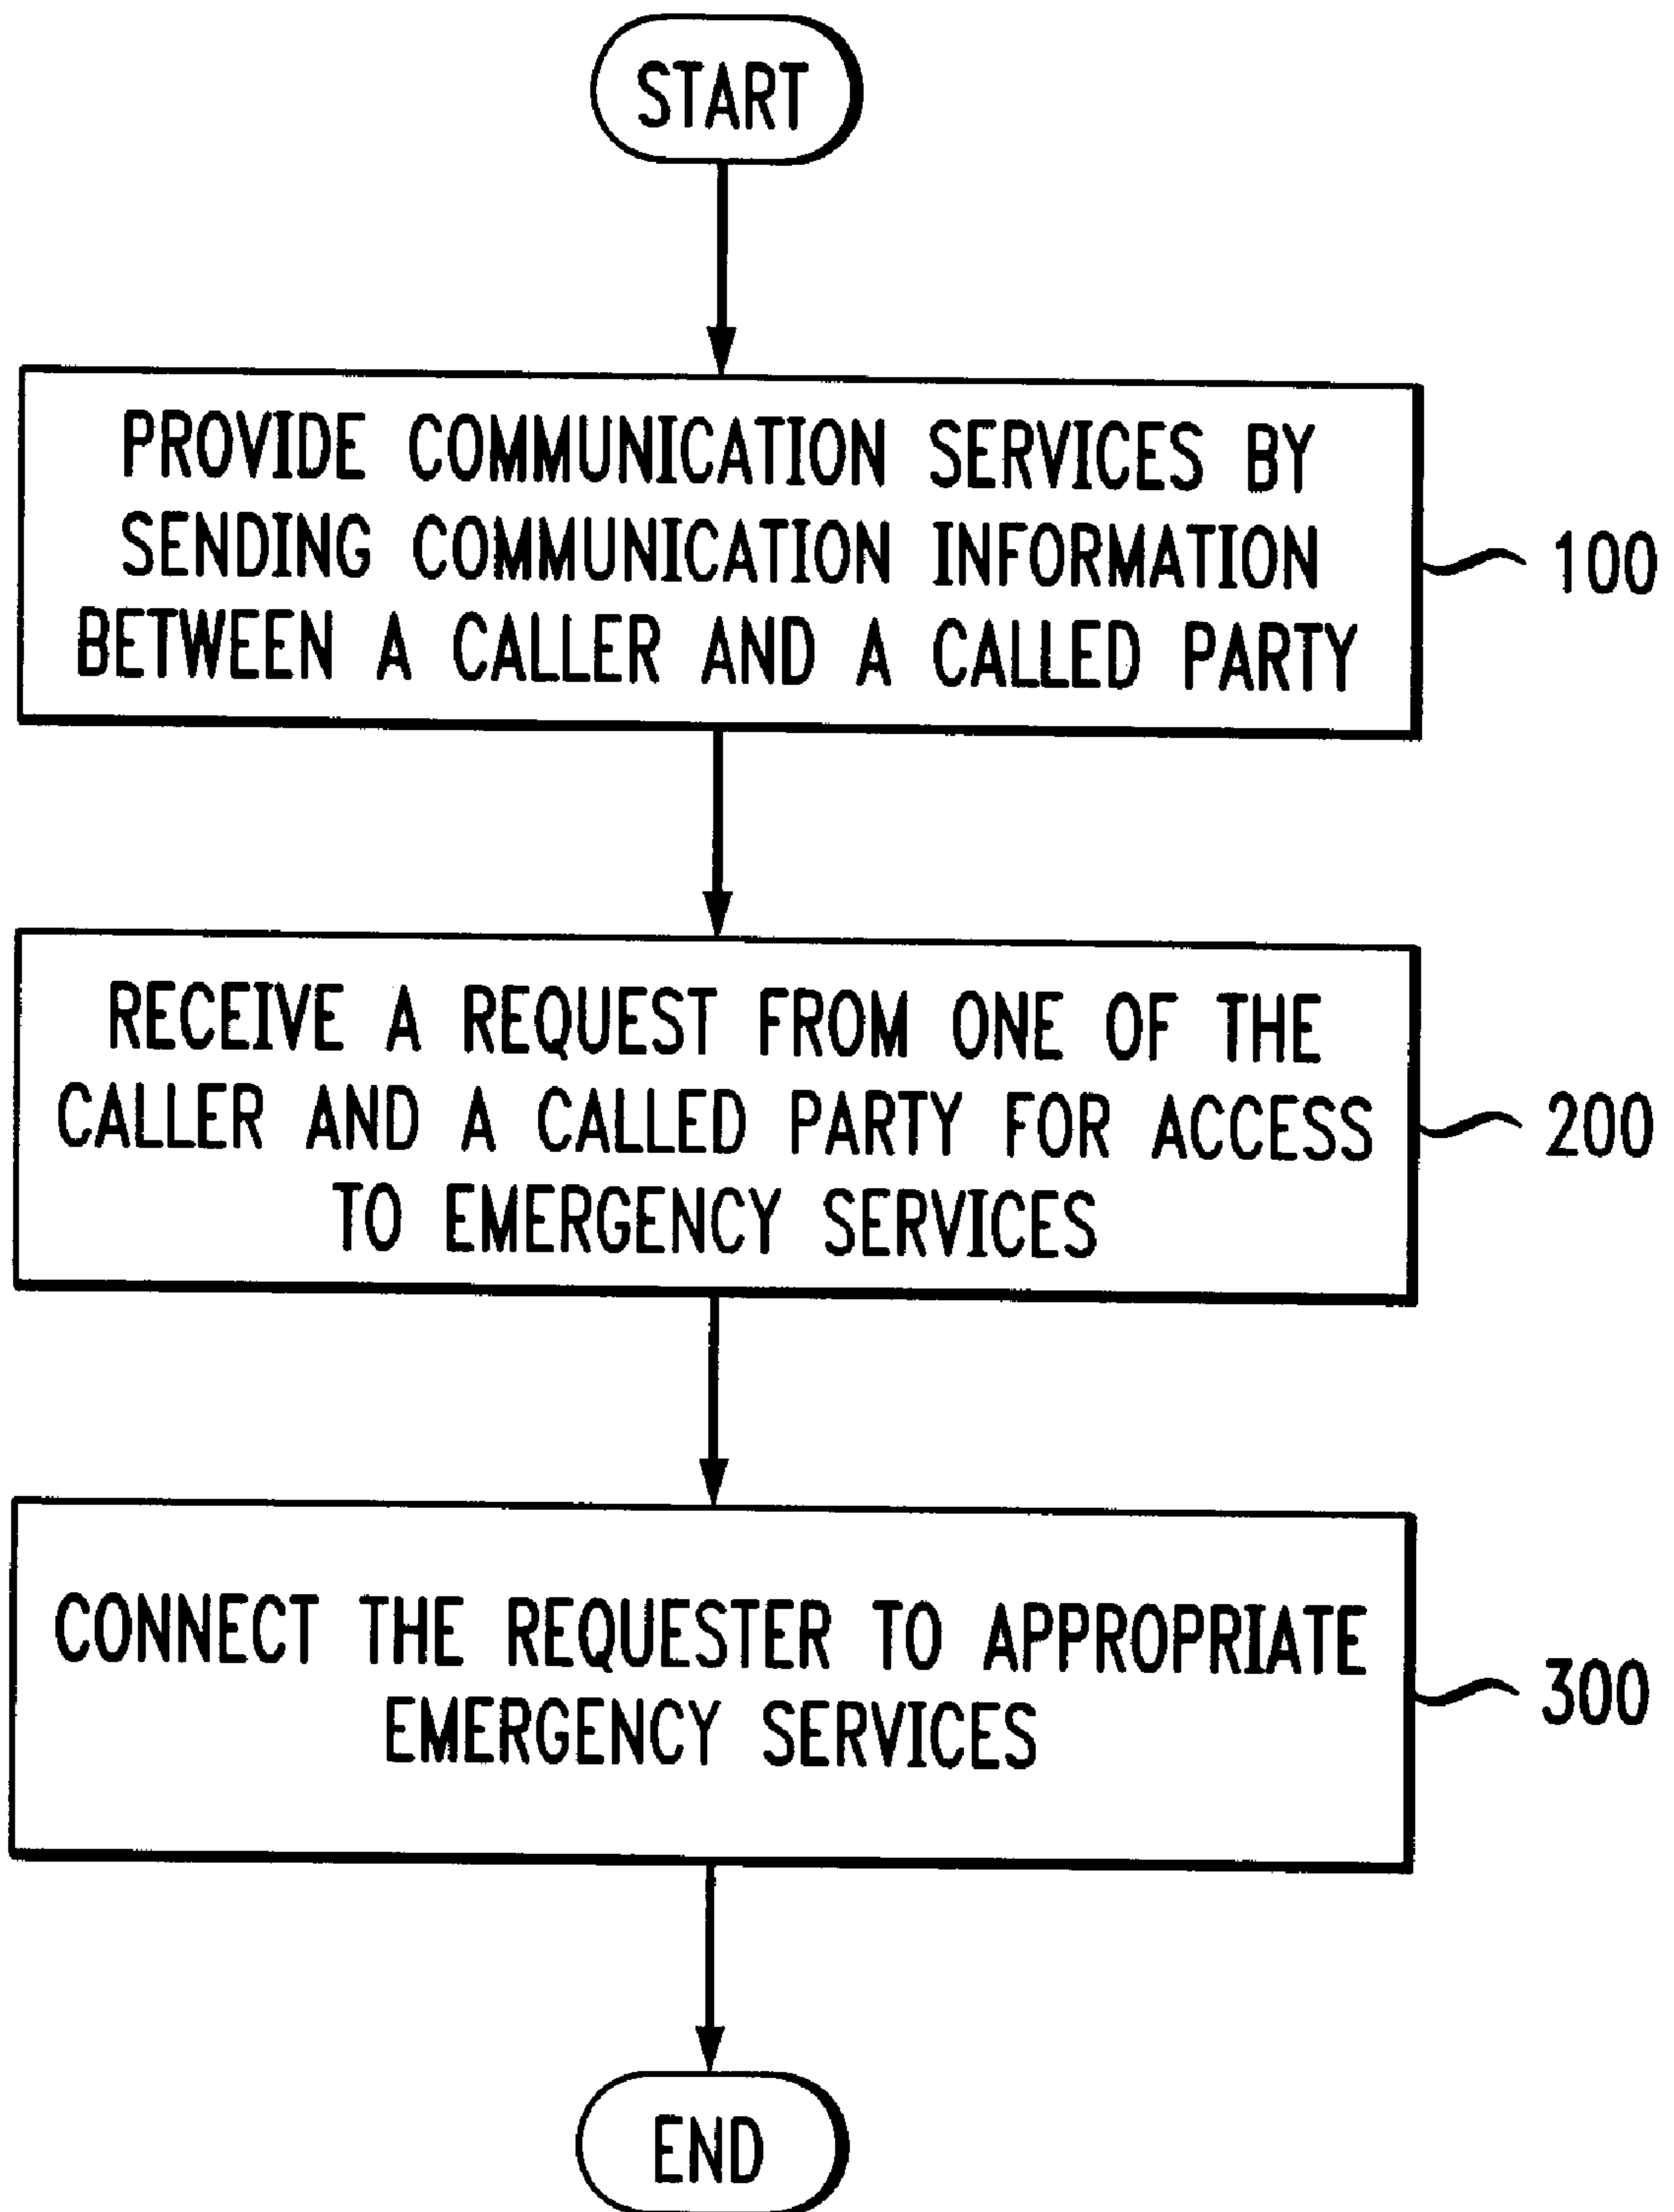 START
PROVIDE COMMUNICATION SERVICES BY
SENDING COMMUNICATION INFORMATION
BETWEEN A CALLER AND A CALLED PARTY
100
RECEIVE A REQUEST FROM ONE OF THE
CALLER AND A CALLED PARTY FOR ACCESS
TO EMERGENCY SERVICES
200
CONNECT THE REQUESTER TO APPROPRIATE
EMERGENCY SERVICES
300
END